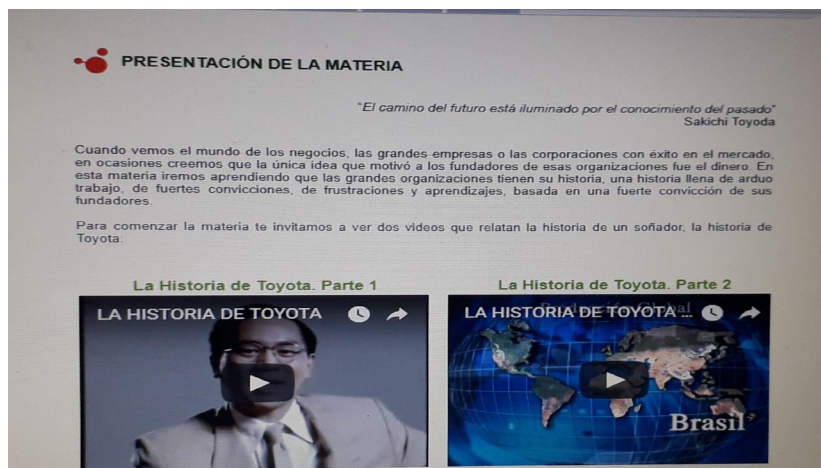 PRESENTACIÓN DE LA MATERIA
"El camino del futuro está iluminado por el conocimiento del pasado"
Sakichi Toyoda
Cuando vemos el mundo de los negocios, las grandes empresas o las corporaciones con éxito en el mercado,
en ocasiones creemos que la única idea que motivó a los fundadores de esas organizaciones fue el dinero. En
esta materia iremos aprendiendo que las grandes organizaciones tienen su historia, una historia llena de arduo
trabajo, de fuertes convicciones, de frustraciones y aprendizajes, basada en una fuerte convicción de sus
fundadores.
Para comenzar la materia te invitamos a ver dos videos que relatan la historia de un soñador, la historia de
Toyota:
La Historia de Toyota. Parte 1
La Historia de Toyota. Parte 2
LA HISTORIA DE TOYOTA
LA HISTORIA DE TOYOTA ...
Producción Global
Brasil